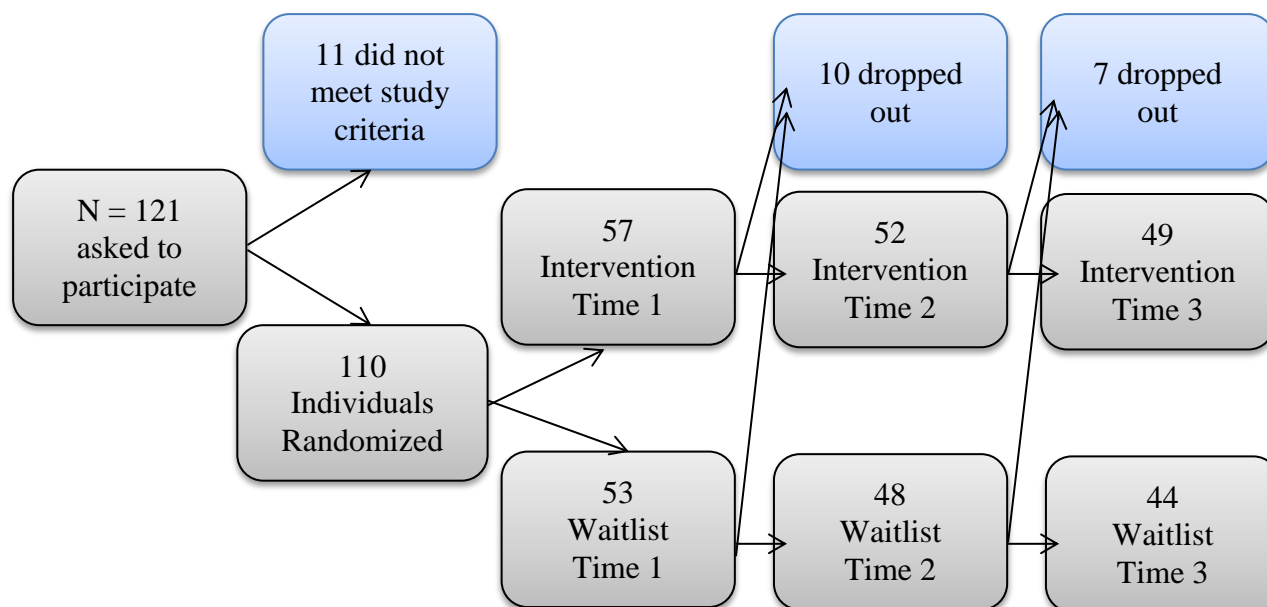 11 did not
meet study
criteria
10 dropped
out
7 dropped
out
N = 121
asked to
participate
57
Intervention
Time 1
52
Intervention
Time 2
49
Intervention
Time 3
110
Individuals
Randomized
53
Waitlist
Time 1
48
Waitlist
Time 2
44
Waitlist
Time 3